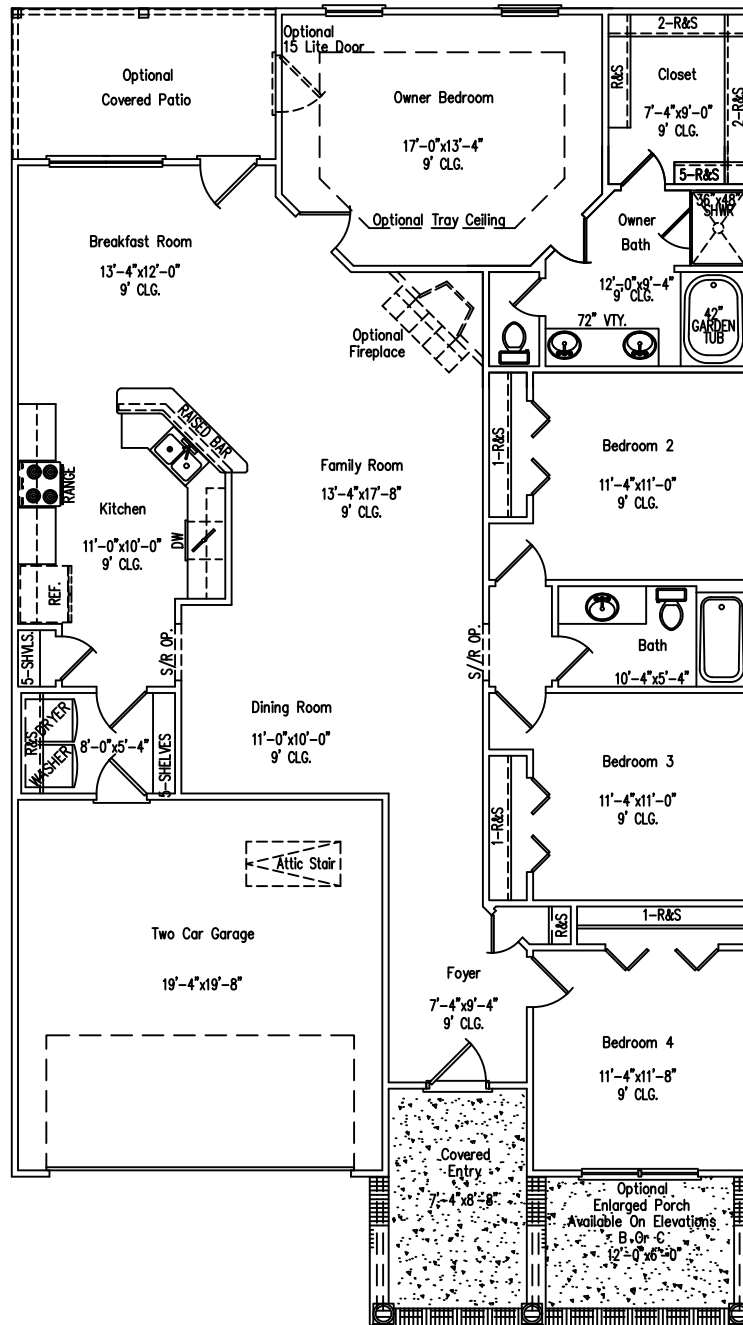 Optional
15 Lite Door
Optional
Covered Patio
Owner Bedroom
17'-0"x13'-4"
9' CLG.
Optional Tray Ceiling
2-R&S
R&S
Closet
7'-4"x9'-0"
9' CLG.
2-R&S
5-R&S
36"x48"
SHWR
Owner
Bath
12'-0"x9'-4"
9' CLG.
72" VTY.
42"
GARDEN
TUB
Breakfast Room
13'-4"x12'-0"
9' CLG.
Optional
Fireplace
RAISED BAR
RANGE
Kitchen
11'-0"x10'-0"
9' CLG.
DW
REF.
5-SHVLS.
S/R OP.
Family Room
13'-4"x17'-8"
9' CLG.
1-R&S
Bedroom 2
11'-4"x11'-0"
9' CLG.
S//R OP.
Bath
10'-4"x5'-4"
R&S
DRYER
WASHER
8'-0"x5'-4"
5-SHELVES
Dining Room
11'-0"x10'-0"
9' CLG.
1-R&S
Bedroom 3
11'-4"x11'-0"
9' CLG.
Attic Stair
Two Car Garage
19'-4"x19'-8"
R&S
1-R&S
Foyer
7'-4"x9'-4"
9' CLG.
Bedroom 4
11'-4"x11'-8"
9' CLG.
Covered
Entry
7'-4"x8'-8"
Optional
Enlarged Porch
Available On Elevations
B Or C
12'-0"x6'-0"